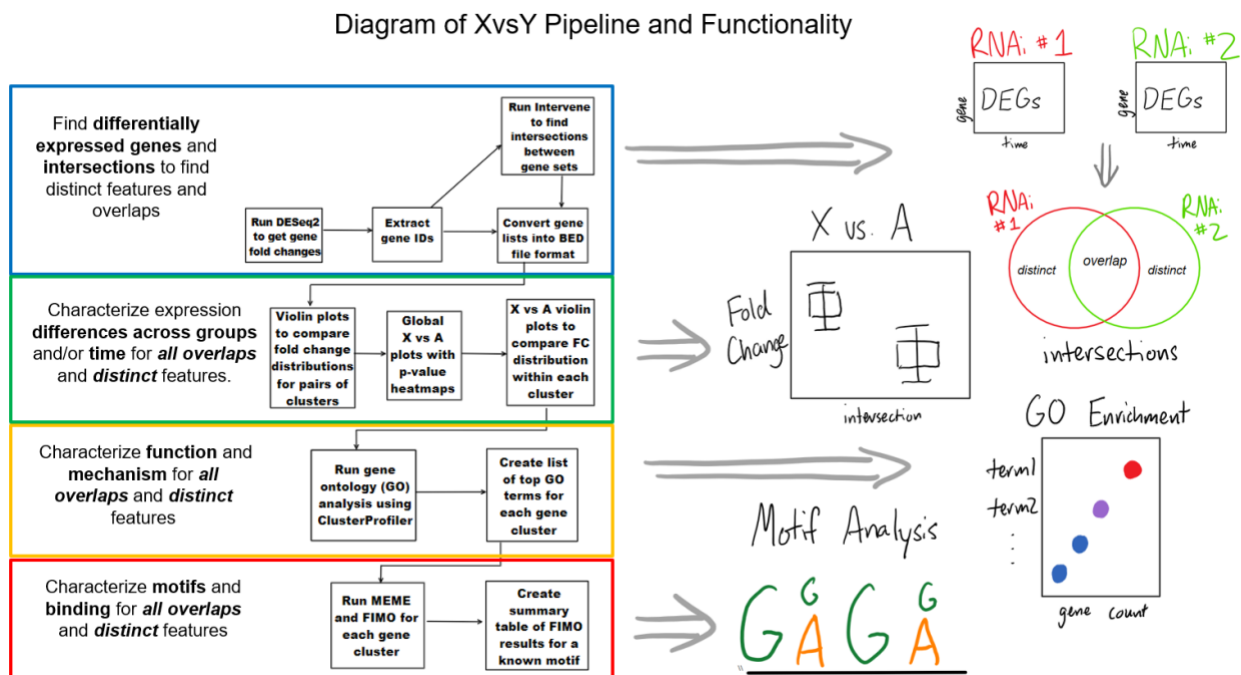 Diagram of XvsY Pipeline and Functionality
Find differentially
expressed genes and
intersections to find
distinct features and
overlaps
Run DESeq2
to get gene
fold changes
Extract
gene IDs
Run Intervene
to find
intersections
between
gene sets
Convert gene
lists into BED
file format
Characterize expression
differences across groups
and/or time for all overlaps
and distinct features.
Violin plots
to compare
fold change
distributions
for pairs of
clusters
Global
X vs A
plots with
p-value
heatmaps
X vs A violin
plots to
compare FC
distribution
within each
cluster
Characterize function and
mechanism for all
overlaps and distinct
features
Run gene
ontology (GO)
analysis using
ClusterProfiler
Create list
of top GO
terms for
each gene
cluster
Characterize motifs and
binding for all overlaps
and distinct features
Run MEME
and FIMO for
each gene
cluster
Create
summary
table of FIMO
results for a
known motif
RNAi #1
gene
DEGs
time
RNAi #2
gene
DEGs
time
RNAi
#1
RNAi
#2
distinct
overlap
distinct
intersections
X vs. A
Fold
Change
intersection
GO Enrichment
term1
term2
gene count
Motif Analysis
G G G G
A A